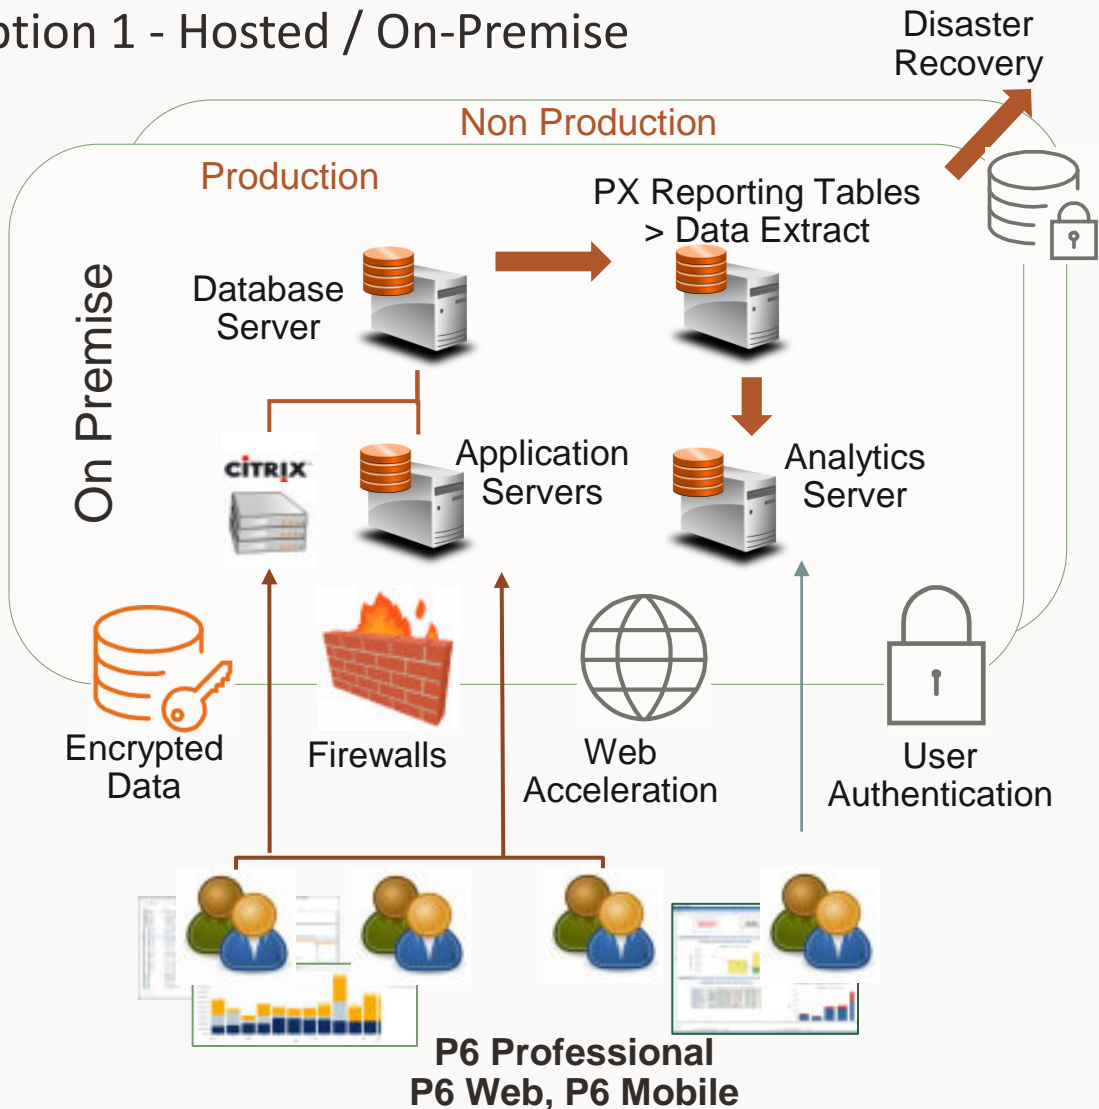 ption 1 - Hosted / On-Premise
Disaster
Recovery
Non Production
Production
PX Reporting Tables
> Data Extract
On Premise
Database
Server
CITRIX
Application
Servers
Analytics
Server
Encrypted
Data
Firewalls
Web
Acceleration
User
Authentication
P6 Professional
P6 Web, P6 Mobile